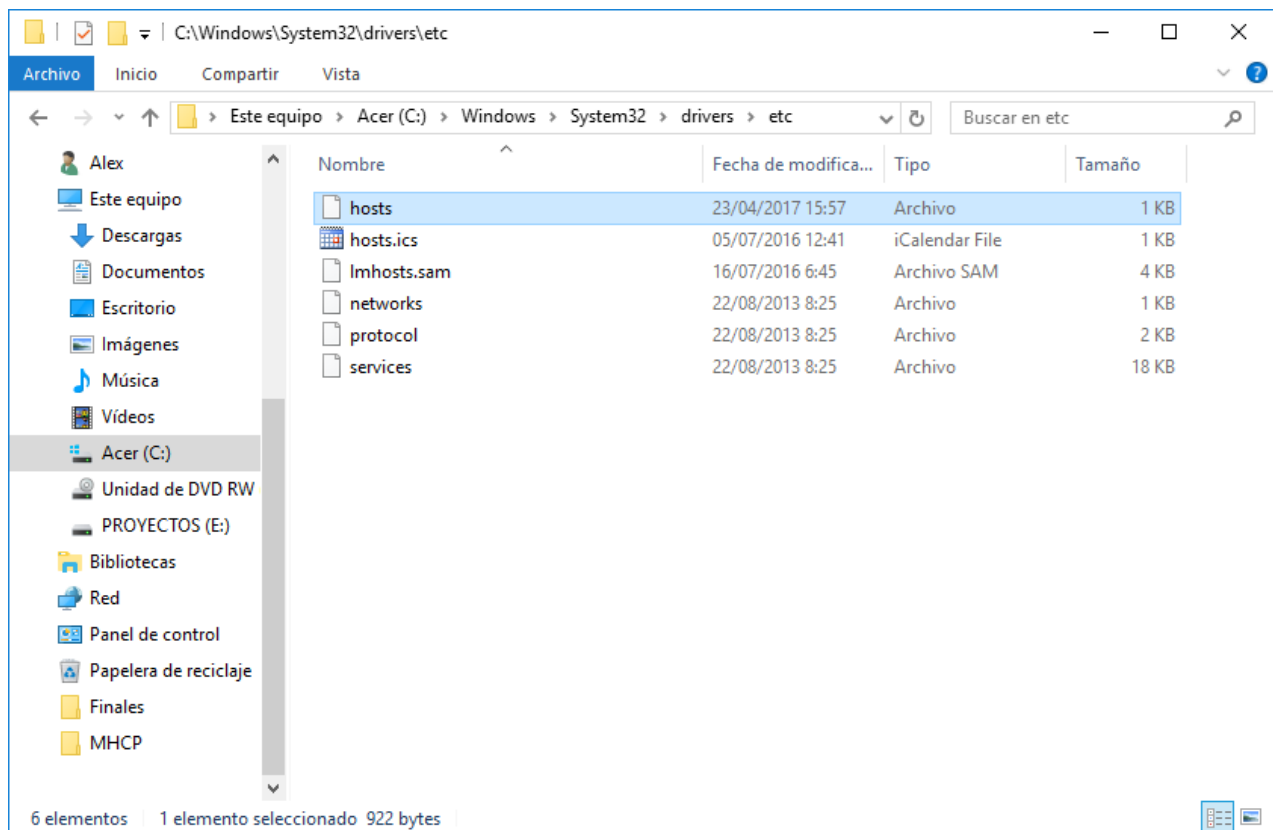 C:\Windows\System32\drivers\etc
Archivo Inicio Compartir Vista
Este equipo Acer (C:) Windows System32 drivers etc Buscar en etc
Alex
Este equipo
Descargas
Documentos
Escritorio
Imágenes
Música
Vídeos
Acer (C:)
Unidad de DVD RW
PROYECTOS (E:)
Bibliotecas
Red
Panel de control
Papelera de reciclaje
Finales
MHCP
Nombre Fecha de modifica... Tipo Tamaño
hosts 23/04/2017 15:57 Archivo 1 KB
hosts.ics 05/07/2016 12:41 iCalendar File 1 KB
lmhosts.sam 16/07/2016 6:45 Archivo SAM 4 KB
networks 22/08/2013 8:25 Archivo 1 KB
protocol 22/08/2013 8:25 Archivo 2 KB
services 22/08/2013 8:25 Archivo 18 KB
6 elementos 1 elemento seleccionado 922 bytes